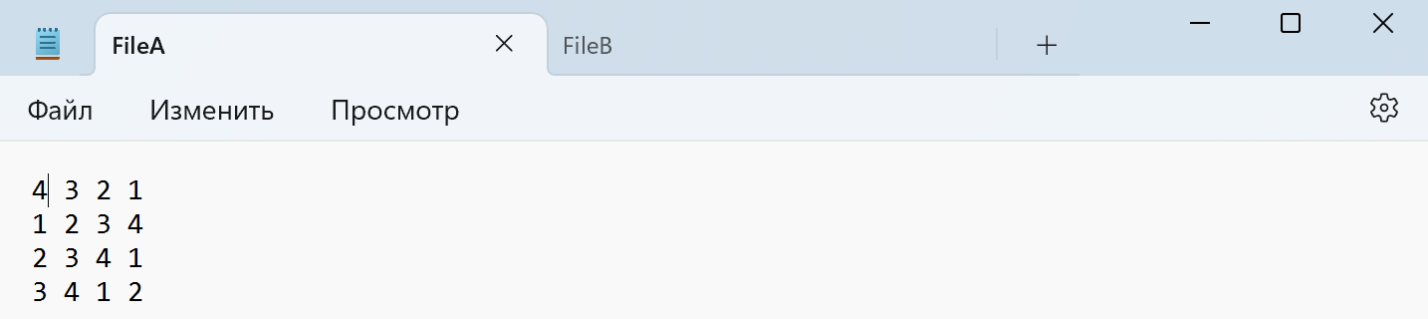 FileA FileB
Файл Изменить Просмотр
4 3 2 1
1 2 3 4
2 3 4 1
3 4 1 2